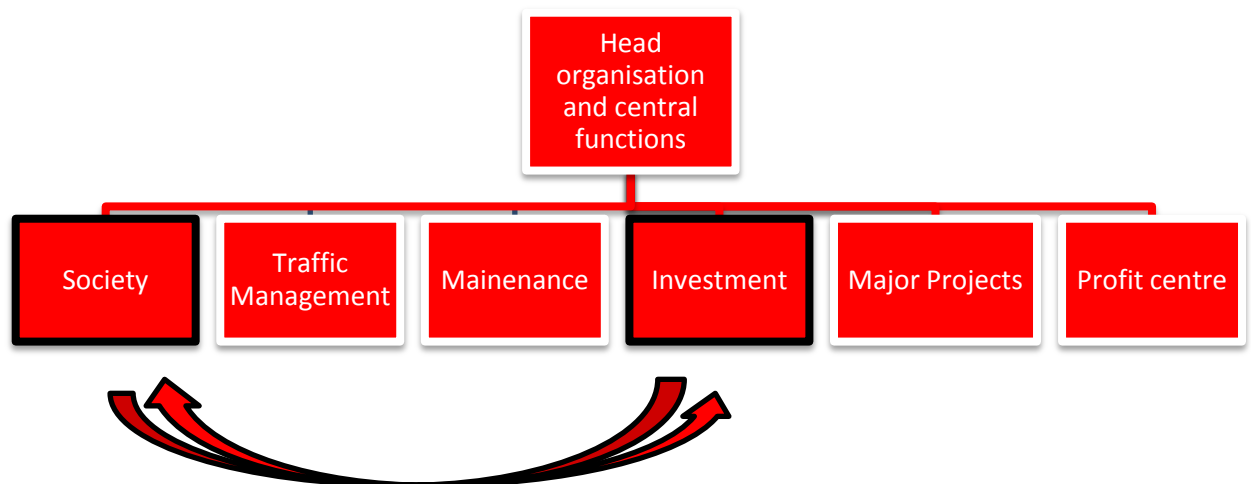 Head
organisation
and central
functions
Society
Traffic
Management
Mainenance
Investment
Major Projects
Profit centre